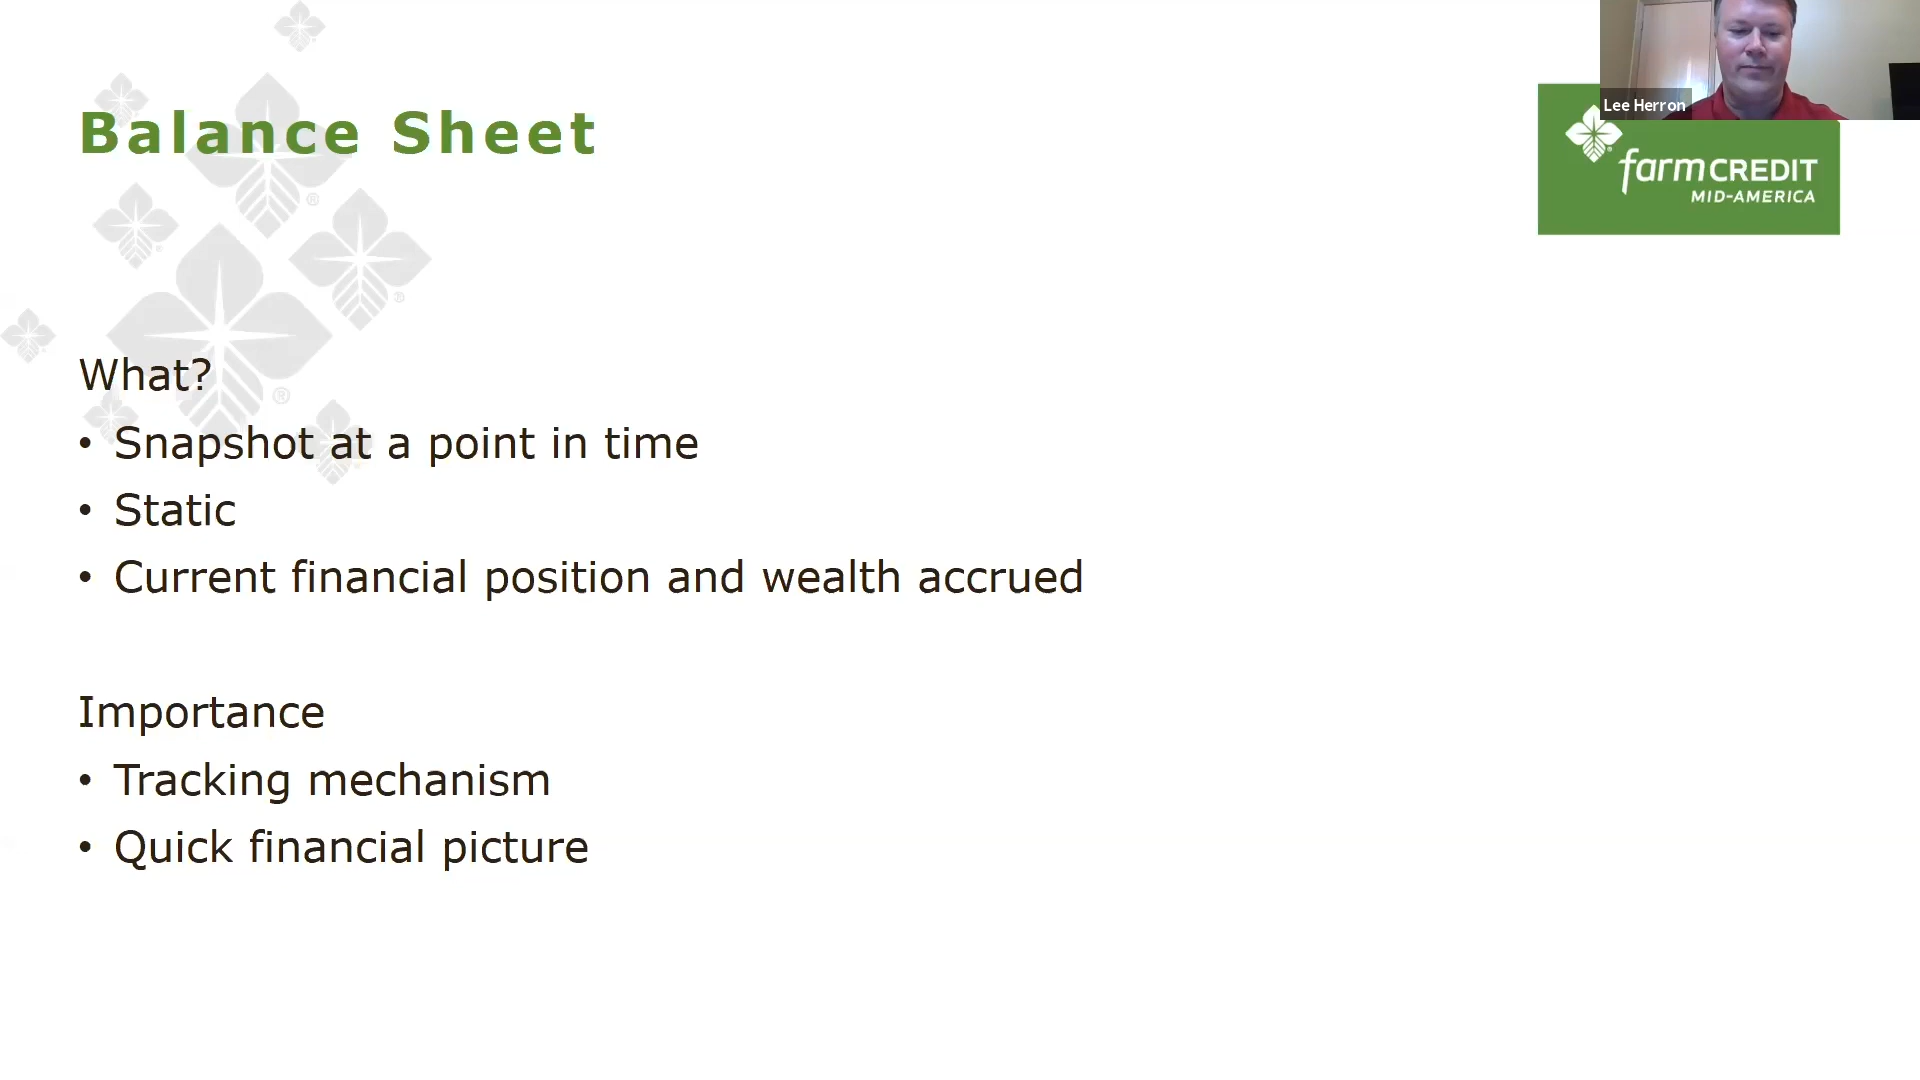 Lee Herron
Balance Sheet
farm CREDIT
MID-AMERICA
What?
• Snapshot at a point in time
• Static
• Current financial position and wealth accrued
Importance
• Tracking mechanism
• Quick financial picture